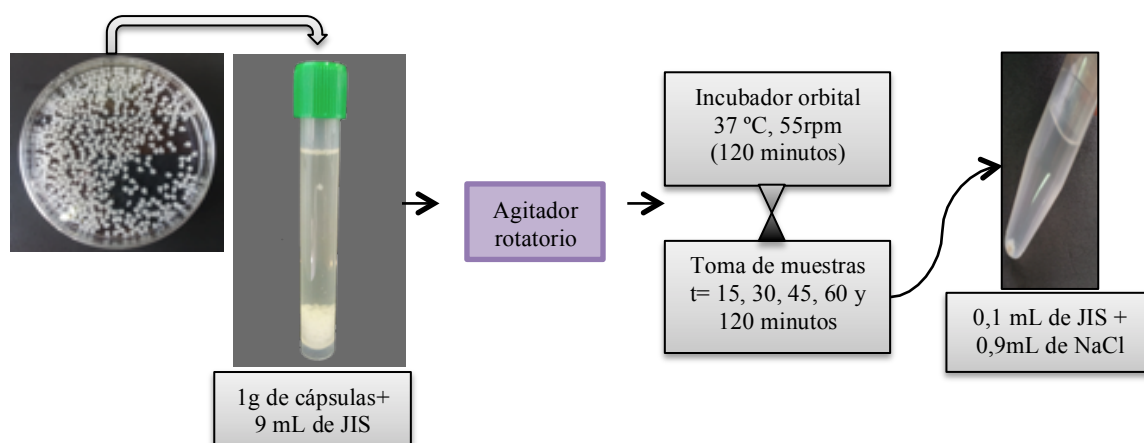 1g de cápsulas+
9 mL de JIS
Agitador
rotatorio
Incubador orbital
37 ºC, 55rpm
(120 minutos)
Toma de muestras
t= 15, 30, 45, 60 y
120 minutos
0,1 mL de JIS +
0,9mL de NaCl